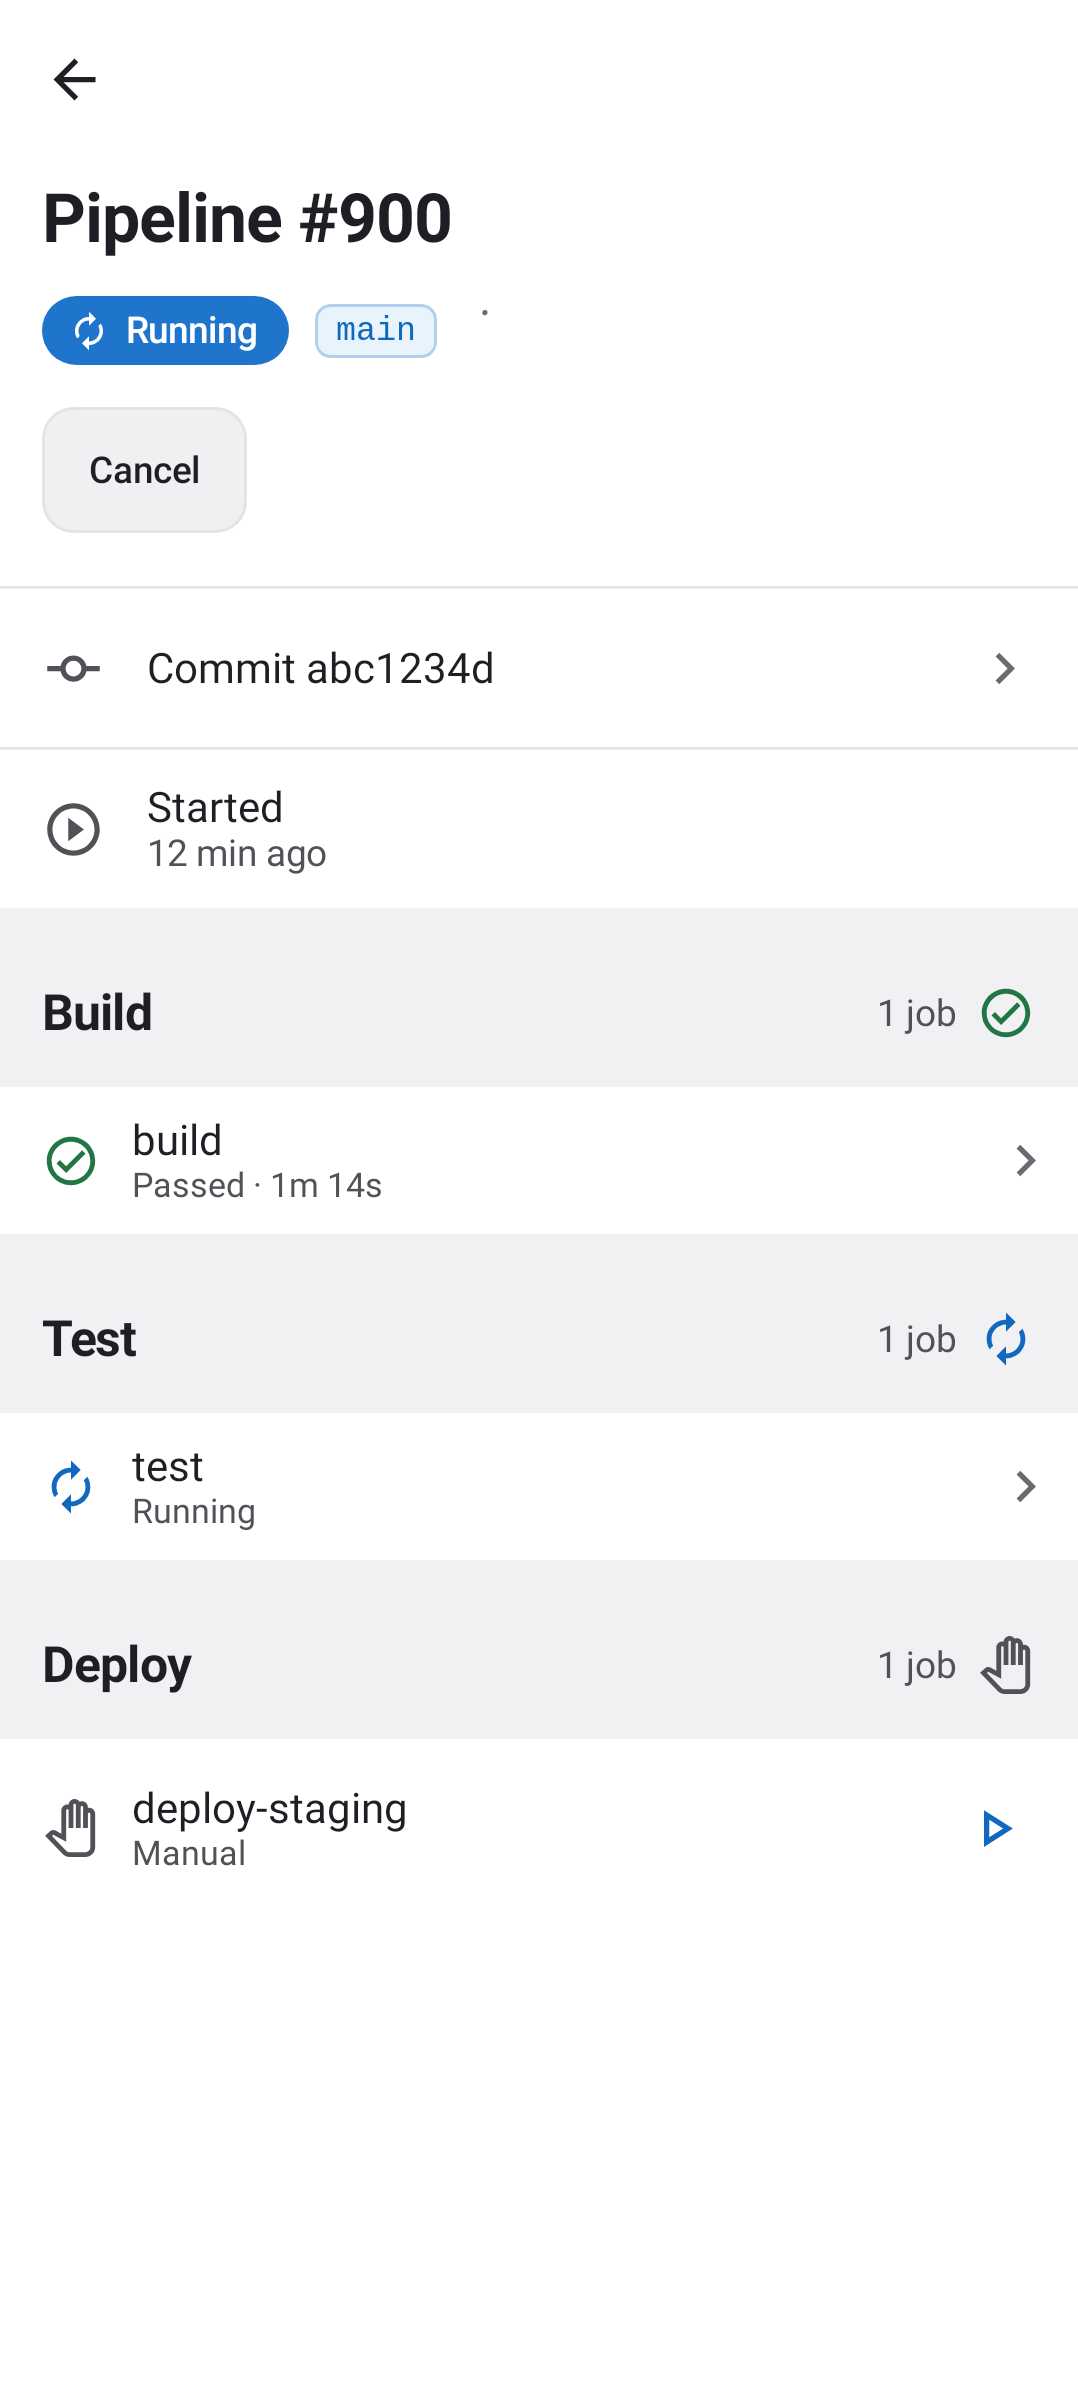 Pipeline #900
Running main ·
Cancel
Commit abc1234d
Started
12 min ago
Build 1 job
build
Passed · 1m 14s
Test 1 job
test
Running
Deploy 1 job
deploy-staging
Manual